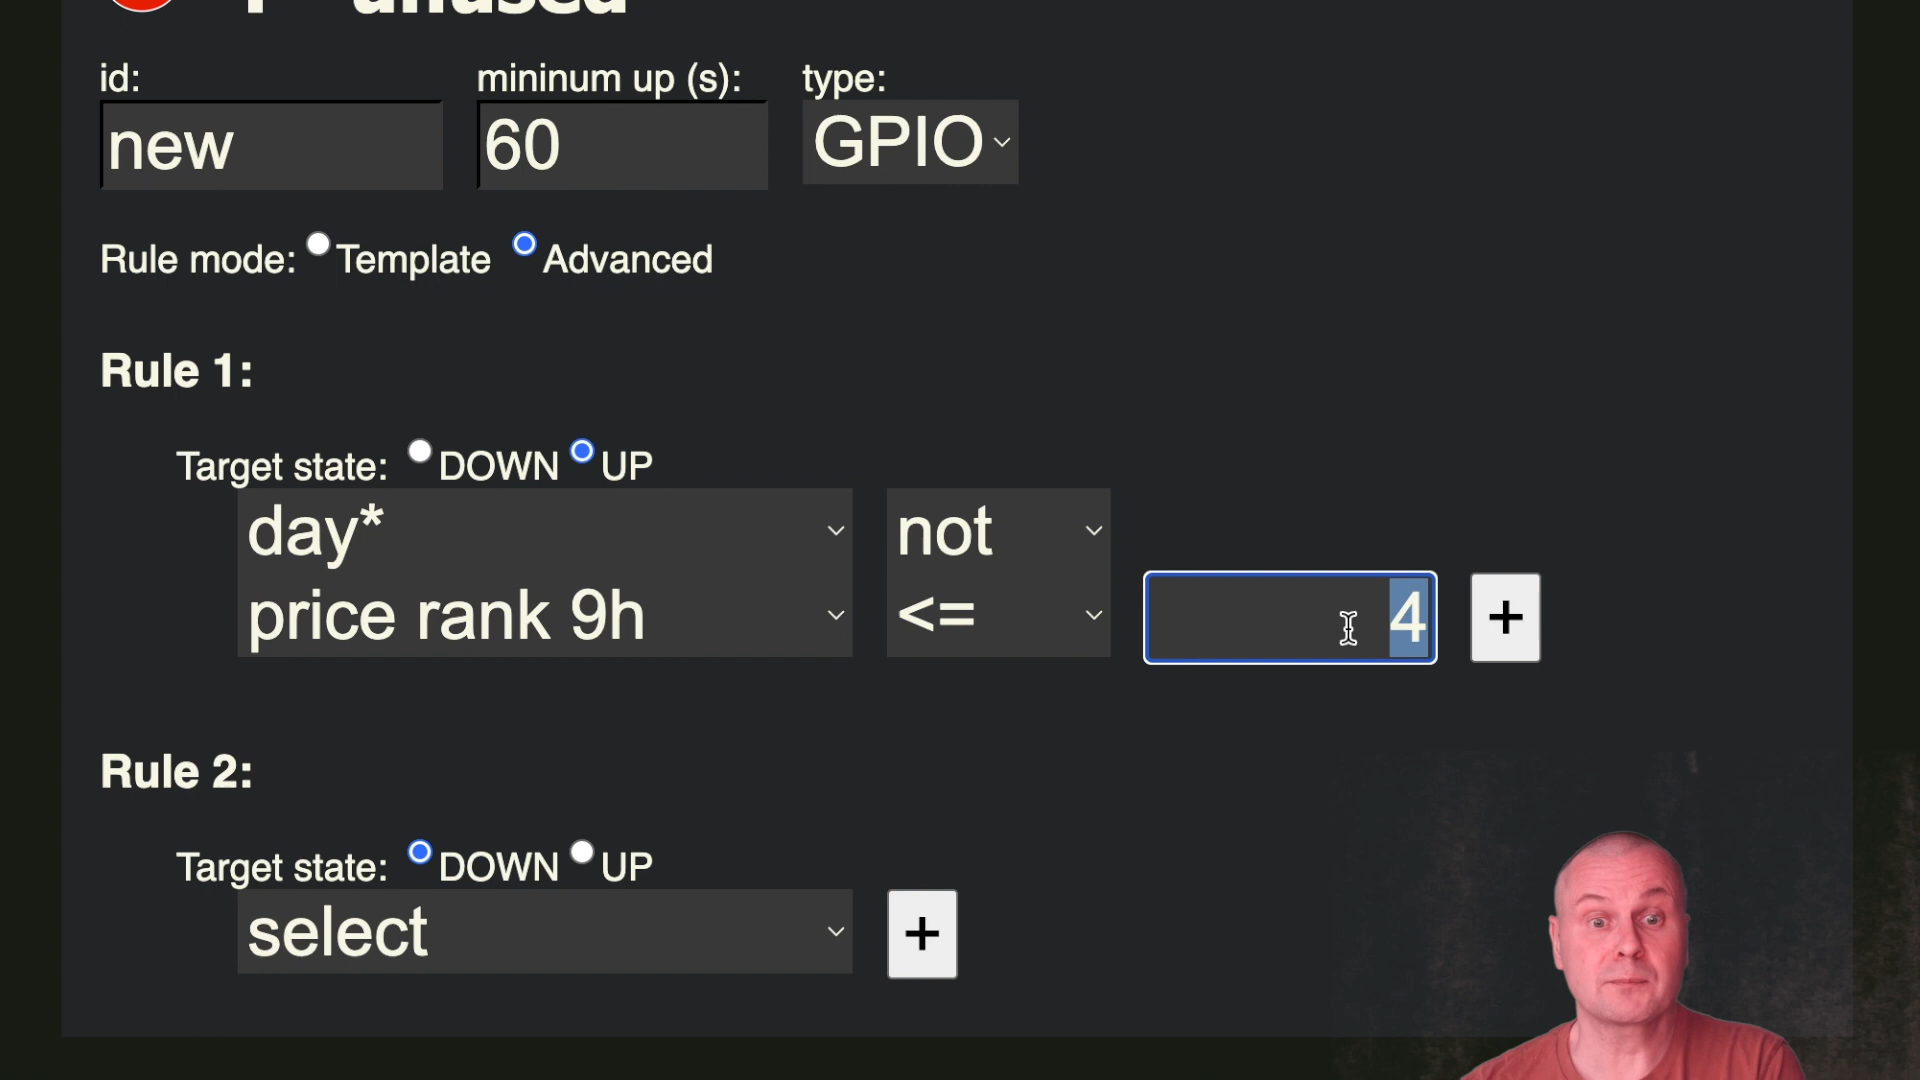 unused
id: mininum up (s): type:
new 60 GPIO
Rule mode: Template Advanced
Rule 1:
Target state: DOWN UP
day* not
price rank 9h <= 4 +
Rule 2:
Target state: DOWN UP
select +